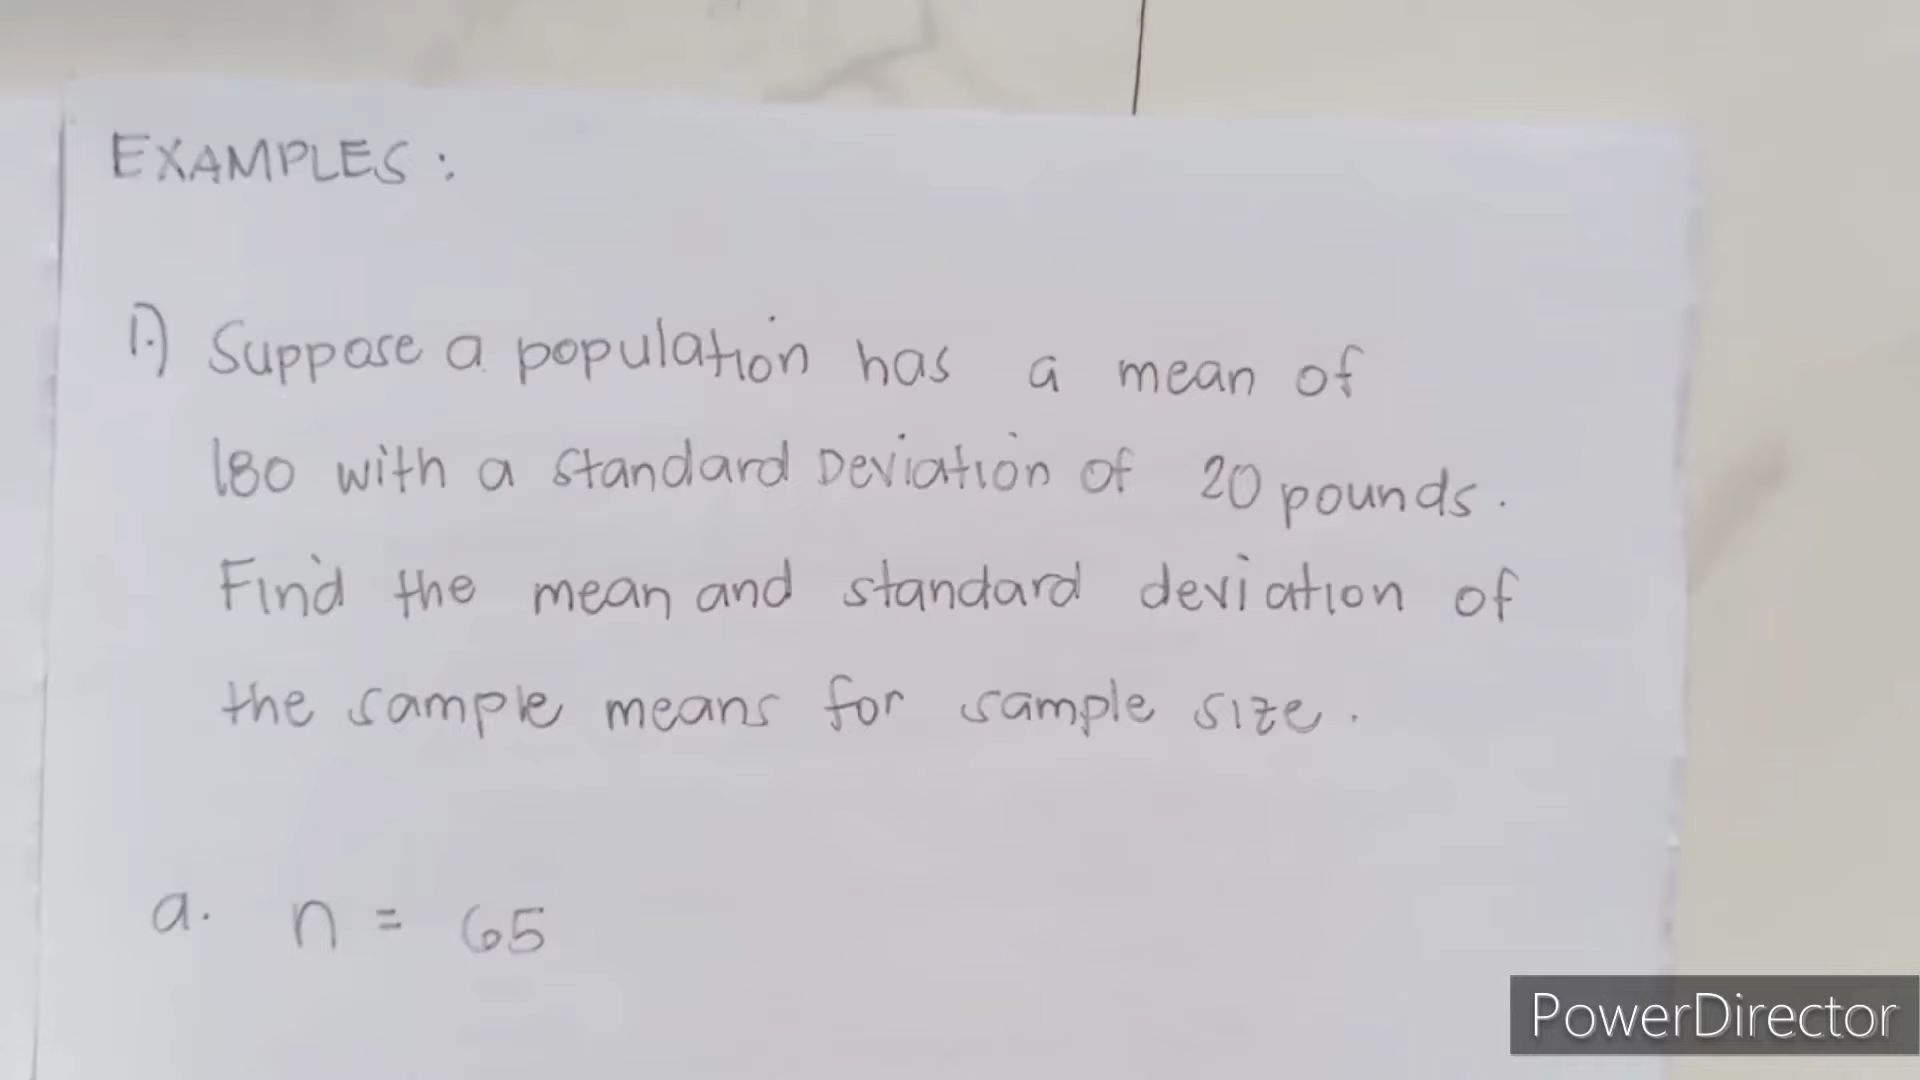 EXAMPLES:
1.) Suppose a population has a mean of
180 with a standard Deviation of 20 pounds.
Find the mean and standard deviation of
the sample means for sample size.
a. n = 65
PowerDirector